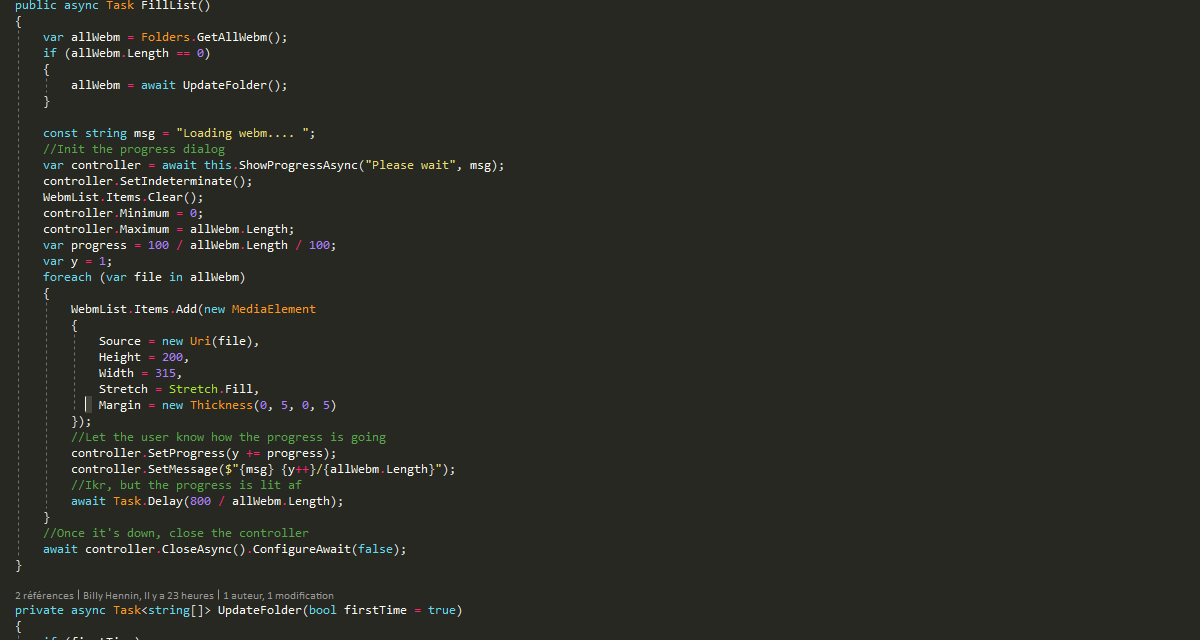 public async Task FillList()
{
var allWebm = Folders.GetAllWebm();
if (allWebm.Length == 0)
{
allWebm = await UpdateFolder();
}
const string msg = "Loading webm.... ";
//Init the progress dialog
var controller = await this.ShowProgressAsync("Please wait", msg);
controller.SetIndeterminate();
WebmList.Items.Clear();
controller.Minimum = 0;
controller.Maximum = allWebm.Length;
var progress = 100 / allWebm.Length / 100;
var y = 1;
foreach (var file in allWebm)
{
WebmList.Items.Add(new MediaElement
{
Source = new Uri(file),
Height = 200,
Width = 315,
Stretch = Stretch.Fill,
Margin = new Thickness(0, 5, 0, 5)
});
//Let the user know how the progress is going
controller.SetProgress(y += progress);
controller.SetMessage($"{msg} {y++}/{allWebm.Length}");
//Ikr, but the progress is lit af
await Task.Delay(800 / allWebm.Length);
}
//Once it's down, close the controller
await controller.CloseAsync().ConfigureAwait(false);
}
2 références | Billy Hennin, Il y a 23 heures | 1 auteur, 1 modification
private async Task<string[]> UpdateFolder(bool firstTime = true)
{